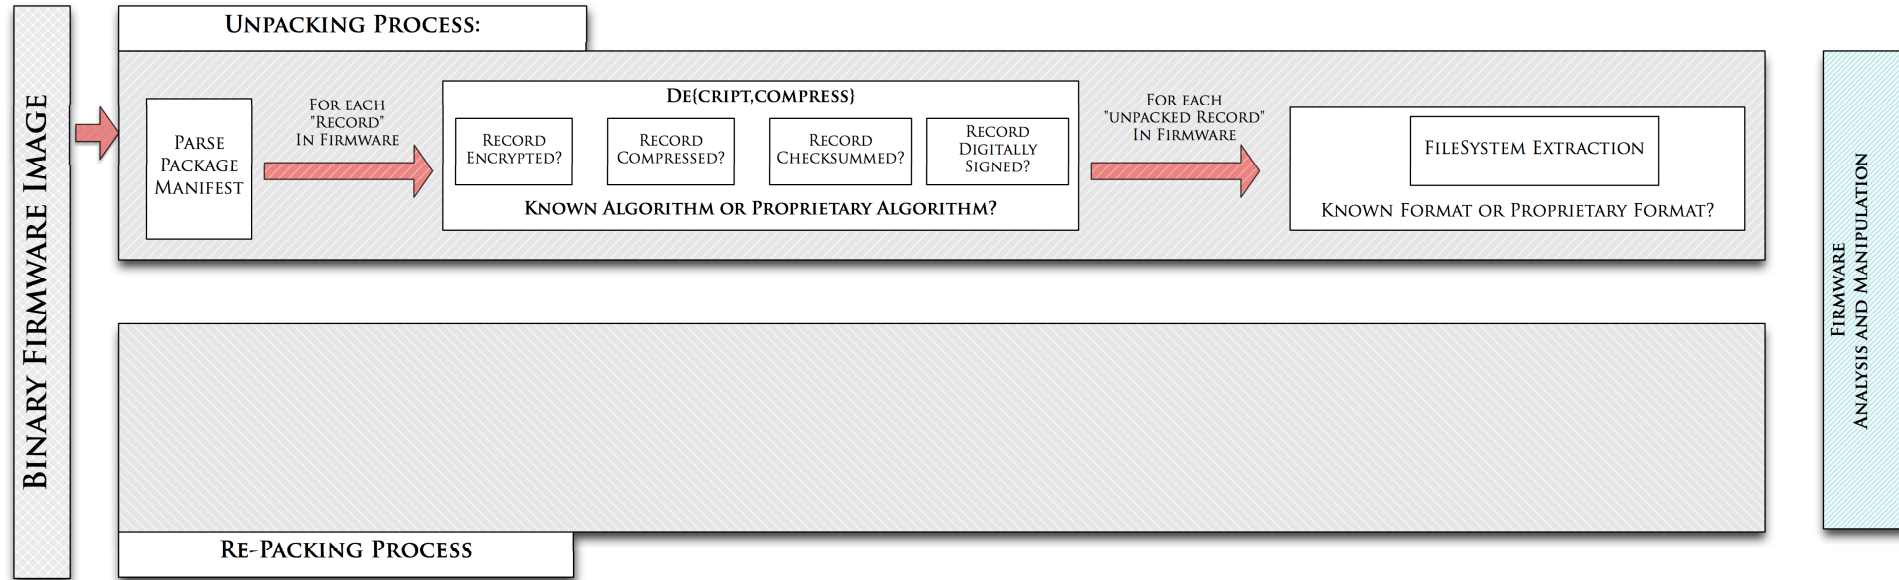 BINARY FIRMWARE IMAGE
UNPACKING PROCESS:
PARSE
PACKAGE
MANIFEST
FOR EACH
"RECORD"
IN FIRMWARE
DE{CRIPT,COMPRESS}
RECORD
ENCRYPTED?
RECORD
COMPRESSED?
RECORD
CHECKSUMMED?
RECORD
DIGITALLY
SIGNED?
KNOWN ALGORITHM OR PROPRIETARY ALGORITHM?
FOR EACH
"UNPACKED RECORD"
IN FIRMWARE
FILESYSTEM EXTRACTION
KNOWN FORMAT OR PROPRIETARY FORMAT?
FIRMWARE
ANALYSIS AND MANIPULATION
RE-PACKING PROCESS